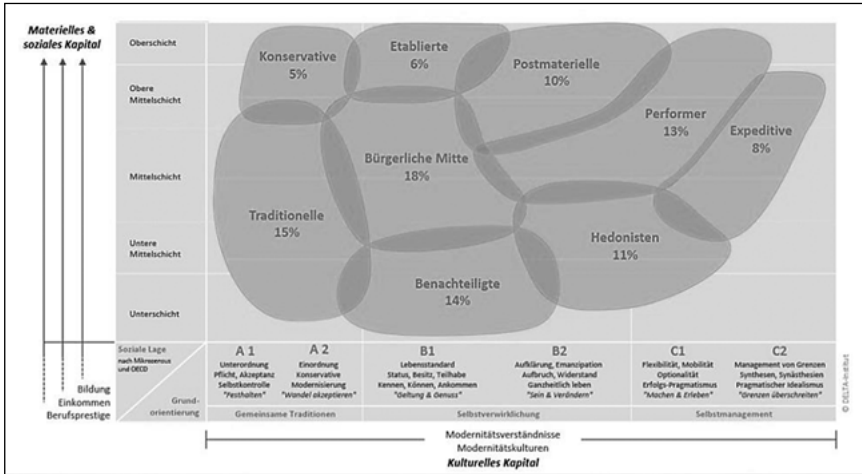 Materielles &
soziales Kapital
Oberschicht
Obere
Mittelschicht
Mittelschicht
Untere
Mittelschicht
Unterschicht
Konservative
5%
Etablierte
6%
Postmaterielle
10%
Performer
13%
Expeditive
8%
Bürgerliche Mitte
18%
Traditionelle
15%
Hedonisten
11%
Benachteiligte
14%
Soziale Lage
nach Mikrozensus
und OECD
Grund-
orientierung
Bildung
Einkommen
Berufsprestige
A 1
Unterordnung
Pflicht, Akzeptanz
Selbstkontrolle
"Festhalten"
A 2
Einordnung
Konservative
Modernisierung
"Wandel akzeptieren"
B1
Lebensstandard
Status, Besitz, Teilhabe
Kennen, Können, Ankommen
"Geltung & Genuss"
B2
Aufklärung, Emanzipation
Aufbruch, Widerstand
Ganzheitlich leben
"Sein & Verändern"
C1
Flexibilität, Mobilität
Optionalität
Erfolgs-Pragmatismus
"Machen & Erleben"
C2
Management von Grenzen
Synthesen, Synästhesien
Pragmatischer Idealismus
"Grenzen überschreiten"
Gemeinsame Traditionen
Selbstverwirklichung
Selbstmanagement
Modernitätsverständnisse
Modernitätskulturen
Kulturelles Kapital
© DELTA-Institut